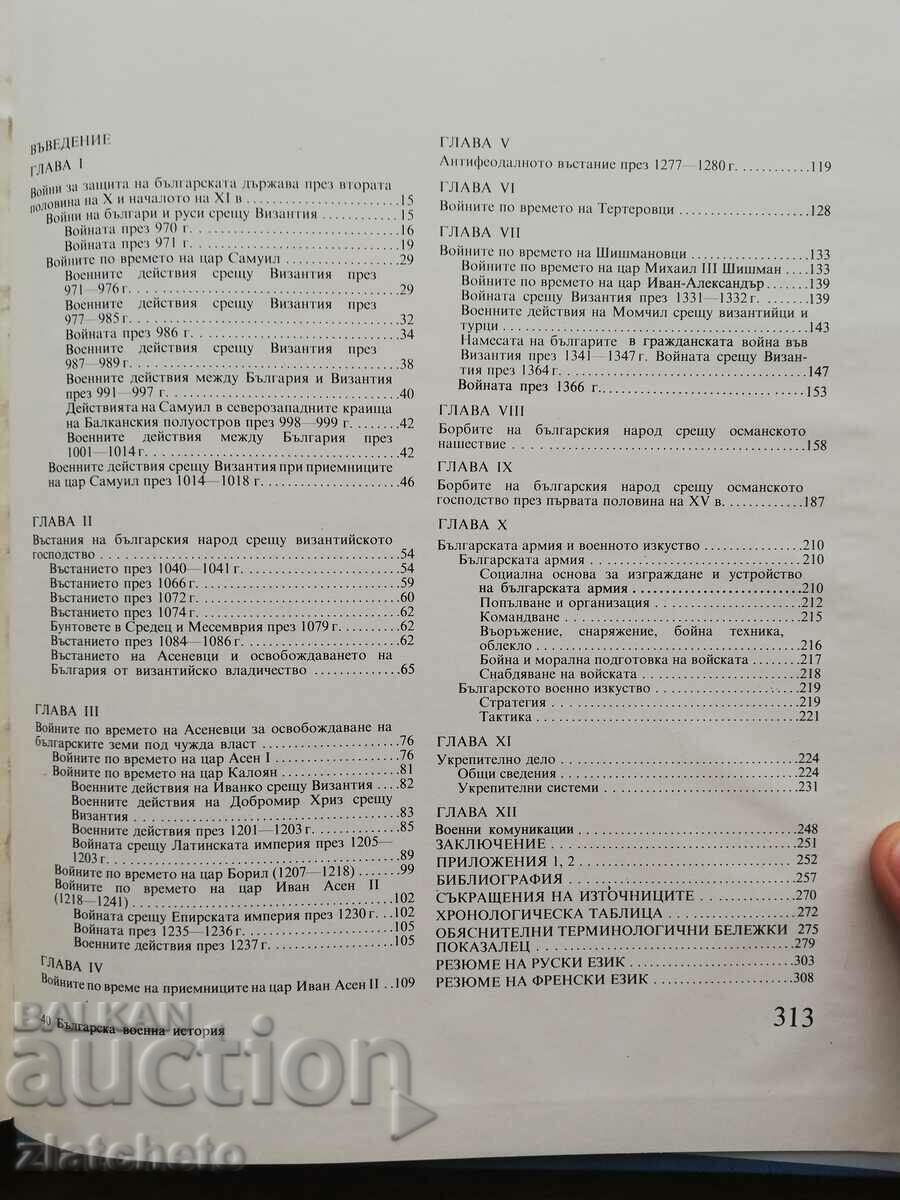 ВЪВЕДЕНИЕ
ГЛАВА I
Войни за защита на българската държава през втората
половина на X и началото на XI в . . . . . 15
Войни на българи и руси срещу Византия . . . . . 15
Войната през 970 г. . . . . 16
Войната през 971 г. . . . . 19
Войните по времето на цар Самуил . . . . . 29
Военните действия срещу Византия през
971—976 г. . . . . 29
Военните действия срещу Византия през
977—985 г. . . . . 32
Войната през 986 г. . . . . 34
Военните действия срещу Византия през
987—989 г. . . . . 38
Военните действия между България и Византия
през 991—997 г. . . . . 40
Действията на Самуил в северозападните краища
на Балканския полуостров през 998—999 г. . . . . 42
Военните действия между България през
1001—1014 г. . . . . 42
Военните действия срещу Византия при приемниците
на цар Самуил през 1014—1018 г. . . . . 46
ГЛАВА II
Въстания на българския народ срещу византийското
господство . . . . . 54
Въстанието през 1040—1041 г. . . . . 54
Въстанието през 1066 г. . . . . 59
Въстанието през 1072 г. . . . . 60
Въстанието през 1074 г. . . . . 62
Бунтовете в Средец и Месемврия през 1079 г. . . . . 62
Въстанието през 1084—1086 г. . . . . 62
Въстанието на Асеневци и освобождаването на
България от византийско владичество . . . . . 65
ГЛАВА III
Войните по времето на Асеневци за освобождаване на
българските земи под чужда власт . . . . . 76
Войните по времето на цар Асен I . . . . . 76
Войните по времето на цар Калоян . . . . . 81
Военните действия на Иванко срещу Византия . . . . 82
Военните действия на Добромир Хриз срещу
Византия . . . . . 83
Военните действия през 1201—1203 г. . . . . 85
Войната срещу Латинската империя през 1205—
1203 г. . . . . 89
Войните по времето на цар Борил (1207—1218) . . . . . 99
Войните по времето на цар Иван Асен II
(1218—1241) . . . . . 102
Войната срещу Епирската империя през 1230 г. . . . 102
Войната през 1235—1236 г. . . . . 105
Военните действия през 1237 г. . . . . 105
ГЛАВА IV
Войните по време на приемниците на цар Иван Асен II . . 109
40 Българска военна история
ГЛАВА V
Антифеодалното въстание през 1277—1280 г. . . . . 119
ГЛАВА VI
Войните по времето на Тертеровци . . . . . 128
ГЛАВА VII
Войните по времето на Шишмановци . . . . . 133
Войните по времето на цар Михаил III Шишман . . . . 133
Войните по времето на цар Иван-Александър . . . . . 139
Войната срещу Византия през 1331—1332 г. . . . . 139
Военните действия на Момчил срещу византийци и
турци . . . . . 143
Намесата на българите в гражданската война във
Византия през 1341—1347 г. Войната срещу Визан-
тия през 1364 г. . . . . 147
Войната през 1366 г. . . . . 153
ГЛАВА VIII
Борбите на българския народ срещу османското
нашествие . . . . . 158
ГЛАВА IX
Борбите на българския народ срещу османското
господство през първата половина на XV в. . . . . 187
ГЛАВА X
Българската армия и военното изкуство . . . . . 210
Българската армия . . . . . 210
Социална основа за изграждане и устройство
на българската армия . . . . . 210
Попълване и организация . . . . . 212
Командване . . . . . 215
Въоръжение, снаряжение, бойна техника,
облекло . . . . . 216
Бойна и морална подготовка на войската . . . . . 217
Снабдяване на войската . . . . . 218
Българското военно изкуство . . . . . 219
Стратегия . . . . . 219
Тактика . . . . . 221
ГЛАВА XI
Укрепително дело . . . . . 224
Общи сведения . . . . . 224
Укрепителни системи . . . . . 231
ГЛАВА XII
Военни комуникации . . . . . 248
ЗАКЛЮЧЕНИЕ . . . . . 251
ПРИЛОЖЕНИЯ 1, 2 . . . . . 252
БИБЛИОГРАФИЯ . . . . . 257
СЪКРАЩЕНИЯ НА ИЗТОЧНИЦИТЕ . . . . . 270
ХРОНОЛОГИЧЕСКА ТАБЛИЦА . . . . . 272
ОБЯСНИТЕЛНИ ТЕРМИНОЛОГИЧНИ БЕЛЕЖКИ 275
ПОКАЗАЛЕЦ . . . . . 279
РЕЗЮМЕ НА РУСКИ ЕЗИК . . . . . 303
РЕЗЮМЕ НА ФРЕНСКИ ЕЗИК . . . . . 308
313
BALKAN
auction
zlatcheto